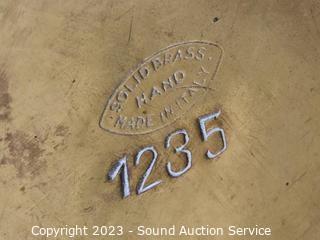 SOLID BRASS
HAND
MADE IN ITALY
1235
Copyright 2023 - Sound Auction Service